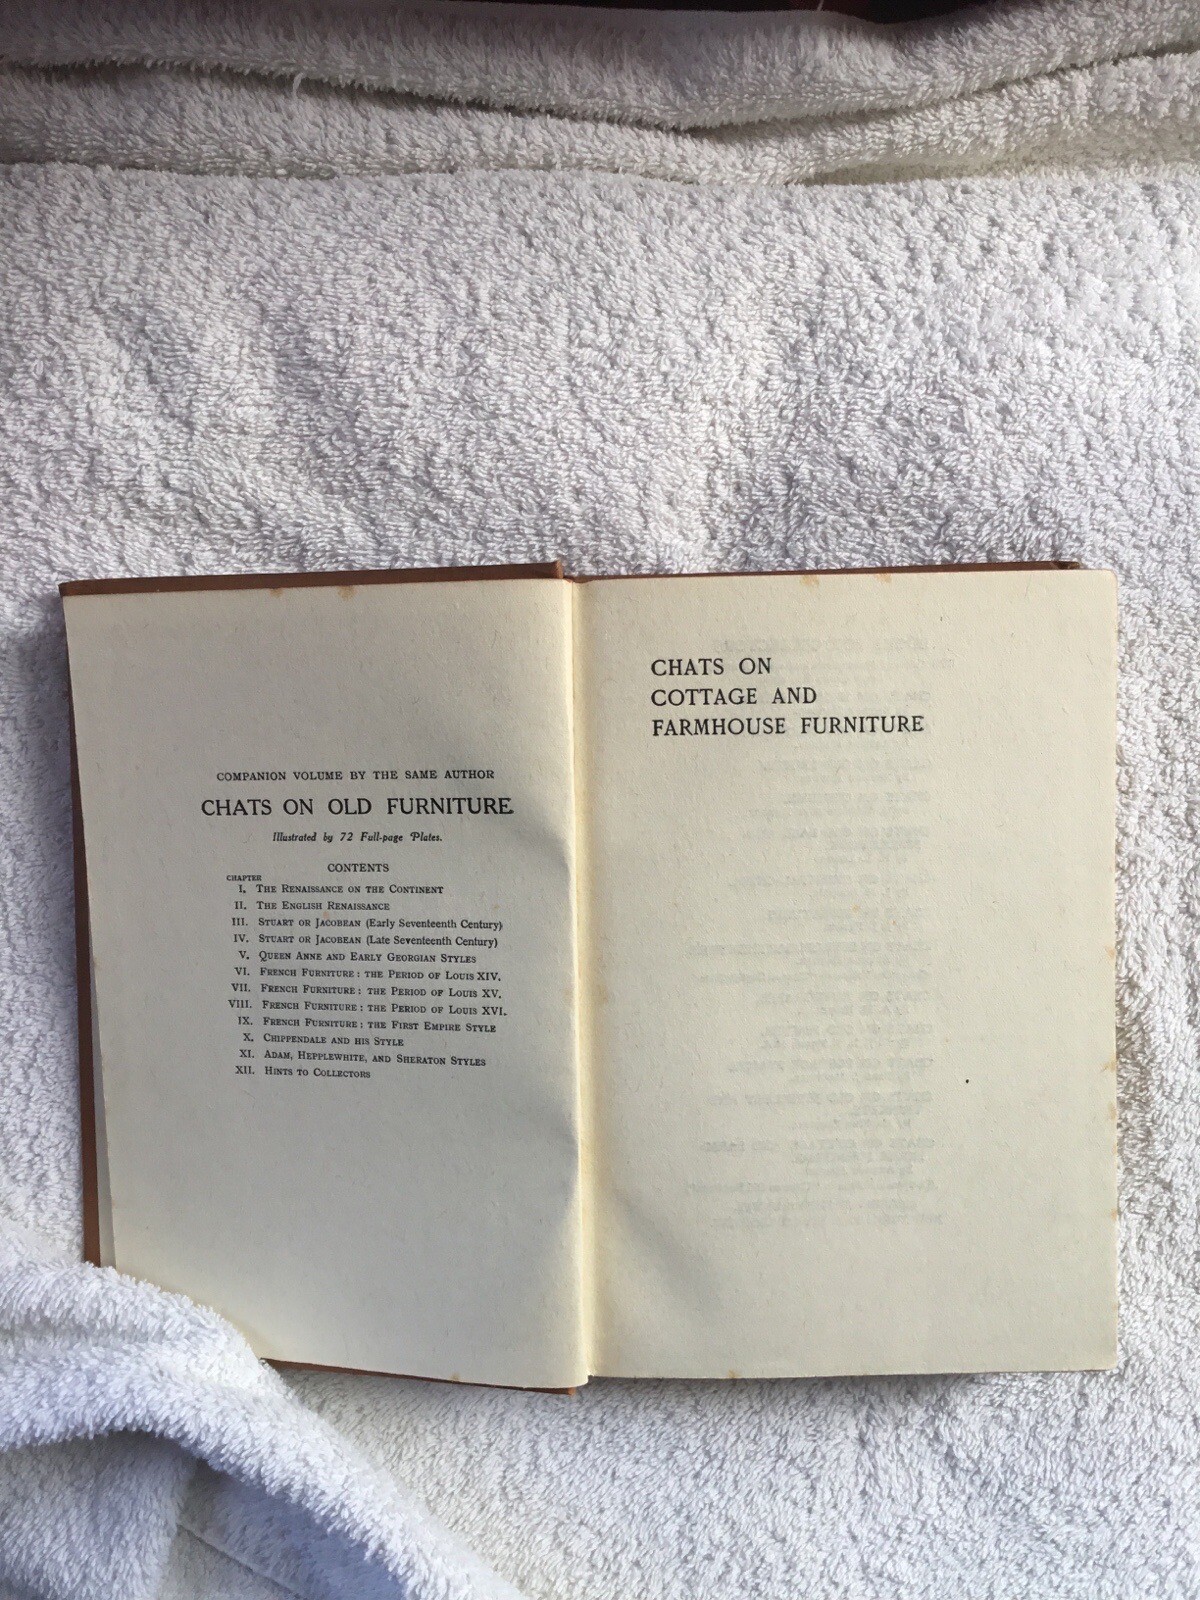 COMPANION VOLUME BY THE SAME AUTHOR
CHATS ON OLD FURNITURE
Illustrated by 72 Full-page Plates.
CONTENTS
CHAPTER
I. THE RENAISSANCE ON THE CONTINENT
II. THE ENGLISH RENAISSANCE
III. STUART OR JACOBEAN (Early Seventeenth Century)
IV. STUART OR JACOBEAN (Late Seventeenth Century)
V. QUEEN ANNE AND EARLY GEORGIAN STYLES
VI. FRENCH FURNITURE: THE PERIOD OF LOUIS XIV.
VII. FRENCH FURNITURE: THE PERIOD OF LOUIS XV.
VIII. FRENCH FURNITURE: THE PERIOD OF LOUIS XVI.
IX. FRENCH FURNITURE: THE FIRST EMPIRE STYLE
X. CHIPPENDALE AND HIS STYLE
XI. ADAM, HEPPLEWHITE, AND SHERATON STYLES
XII. HINTS TO COLLECTORS
CHATS ON
COTTAGE AND
FARMHOUSE FURNITURE